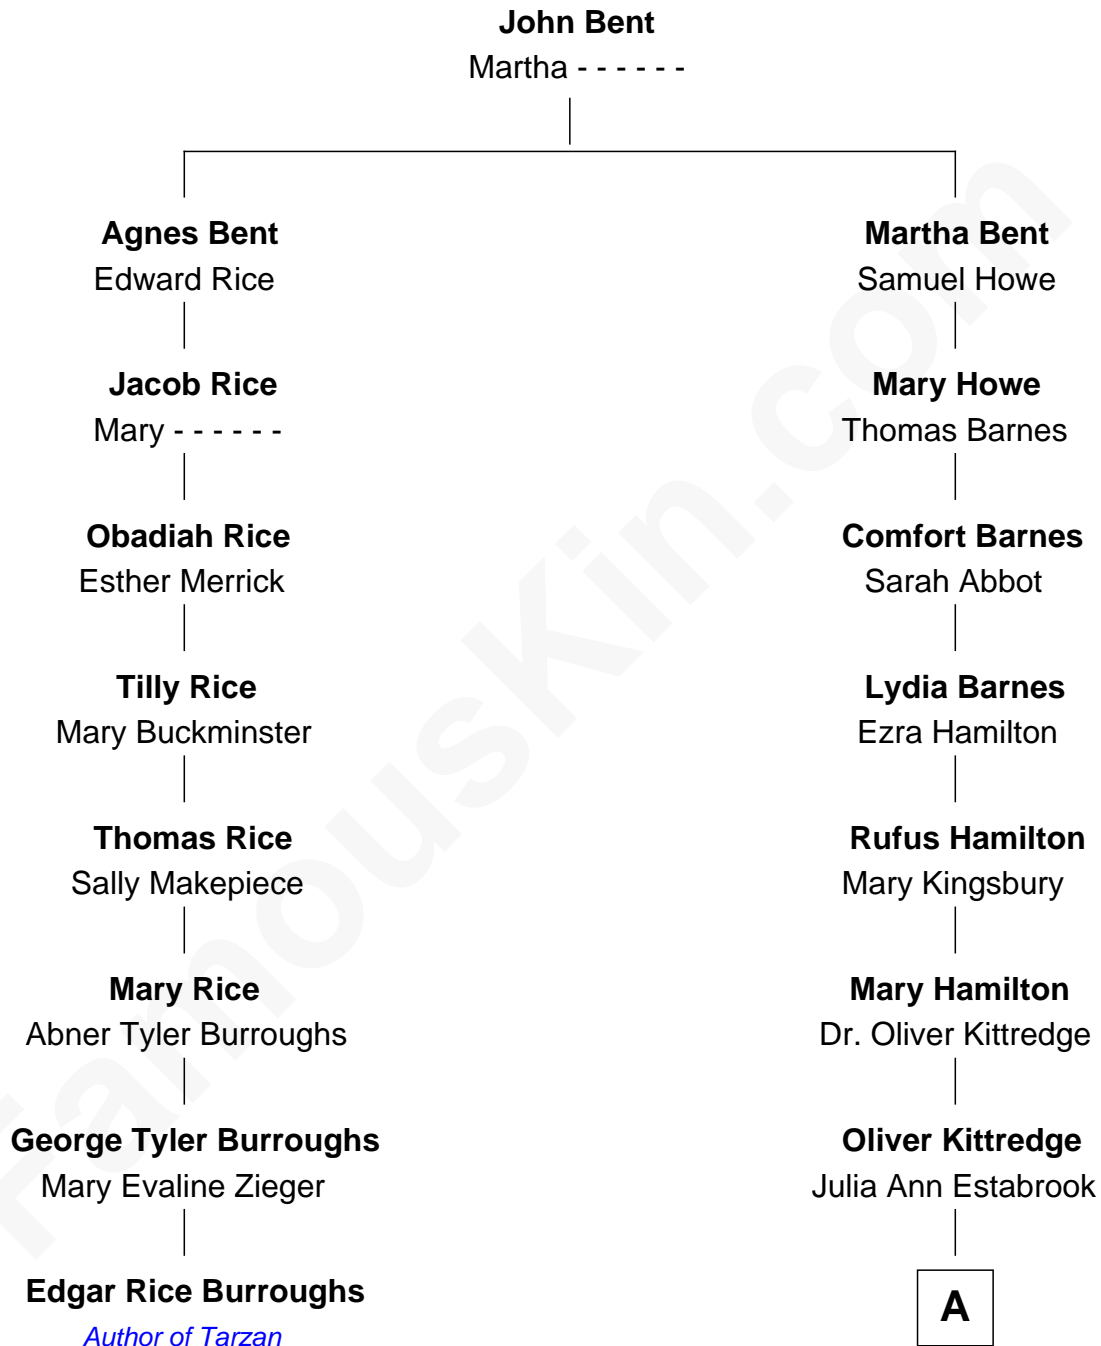 John Bent
Martha - - - - - -
Agnes Bent
Edward Rice
Martha Bent
Samuel Howe
Jacob Rice
Mary - - - - - -
Mary Howe
Thomas Barnes
Obadiah Rice
Esther Merrick
Comfort Barnes
Sarah Abbot
Tilly Rice
Mary Buckminster
Lydia Barnes
Ezra Hamilton
Thomas Rice
Sally Makepiece
Rufus Hamilton
Mary Kingsbury
Mary Rice
Abner Tyler Burroughs
Mary Hamilton
Dr. Oliver Kittredge
George Tyler Burroughs
Mary Evaline Zieger
Oliver Kittredge
Julia Ann Estabrook
Edgar Rice Burroughs
Author of Tarzan
A
FamousKin.com